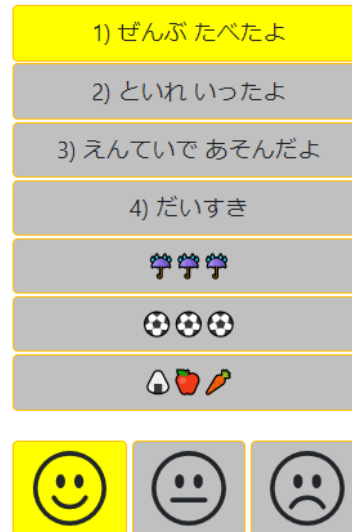 1) ぜんぶ たべたよ
2) といれ いったよ
3) えんていで あそんだよ
4) だいすき
☔☔☔
⚽⚽⚽
🍙🍎🥕